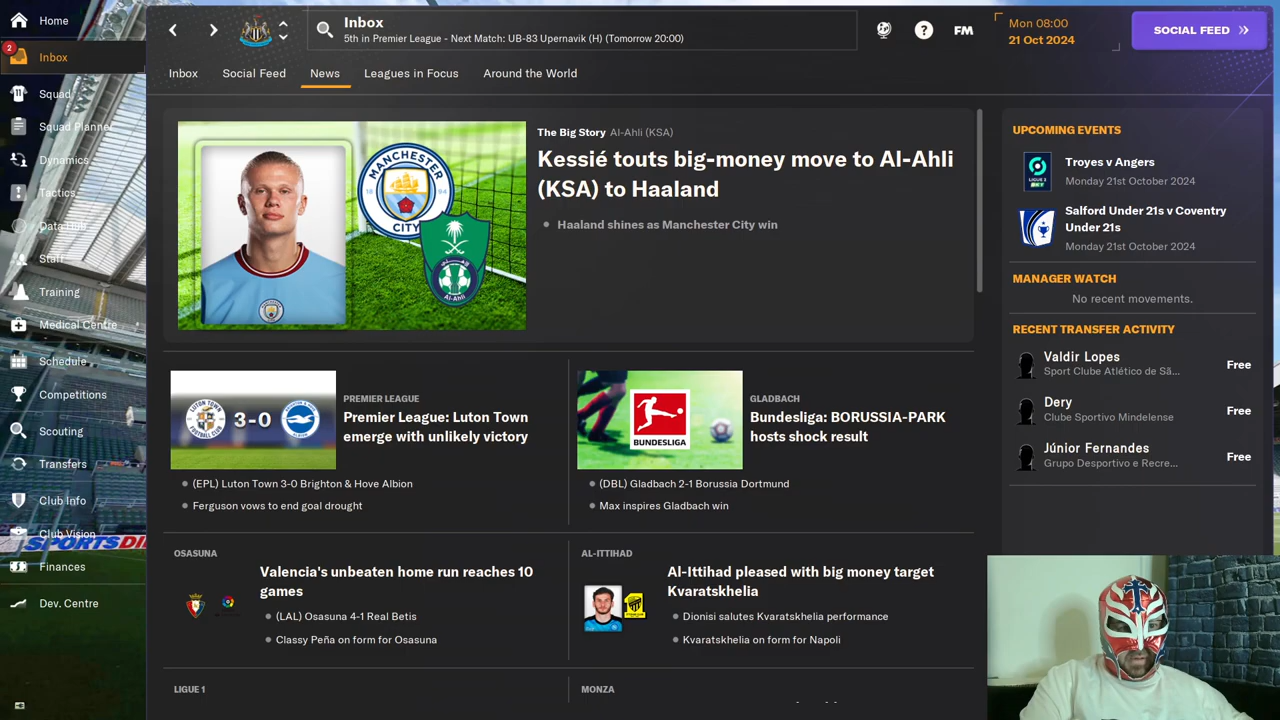 Home
2
Inbox
Squad
Squad Planner
Dynamics
Tactics
Data Hub
Staff
Training
Medical Centre
Schedule
Competitions
Scouting
Transfers
Club Info
Club Vision
Finances
Dev. Centre
Inbox
5th in Premier League - Next Match: UB-83 Upernavik (H) (Tomorrow 20:00)
?
FM
Mon 08:00
21 Oct 2024
SOCIAL FEED
Inbox Social Feed News Leagues in Focus Around the World
MANCHESTER
18 94
CITY
Al-Ahli
The Big Story Al-Ahli (KSA)
Kessié touts big-money move to Al-Ahli
(KSA) to Haaland
Haaland shines as Manchester City win
3-0
PREMIER LEAGUE
Premier League: Luton Town
emerge with unlikely victory
(EPL) Luton Town 3-0 Brighton & Hove Albion
Ferguson vows to end goal drought
BUNDESLIGA
GLADBACH
Bundesliga: BORUSSIA-PARK
hosts shock result
(DBL) Gladbach 2-1 Borussia Dortmund
Max inspires Gladbach win
OSASUNA
Valencia's unbeaten home run reaches 10
games
(LAL) Osasuna 4-1 Real Betis
Classy Peña on form for Osasuna
AL-ITTIHAD
Al-Ittihad pleased with big money target
Kvaratskhelia
Dionisi salutes Kvaratskhelia performance
Kvaratskhelia on form for Napoli
LIGUE 1
MONZA
UPCOMING EVENTS
Troyes v Angers
Monday 21st October 2024
Salford Under 21s v Coventry
Under 21s
Monday 21st October 2024
MANAGER WATCH
No recent movements.
RECENT TRANSFER ACTIVITY
Valdir Lopes
Sport Clube Atlético de Sã...
Free
Dery
Clube Sportivo Mindelense
Free
Júnior Fernandes
Grupo Desportivo e Recre...
Free